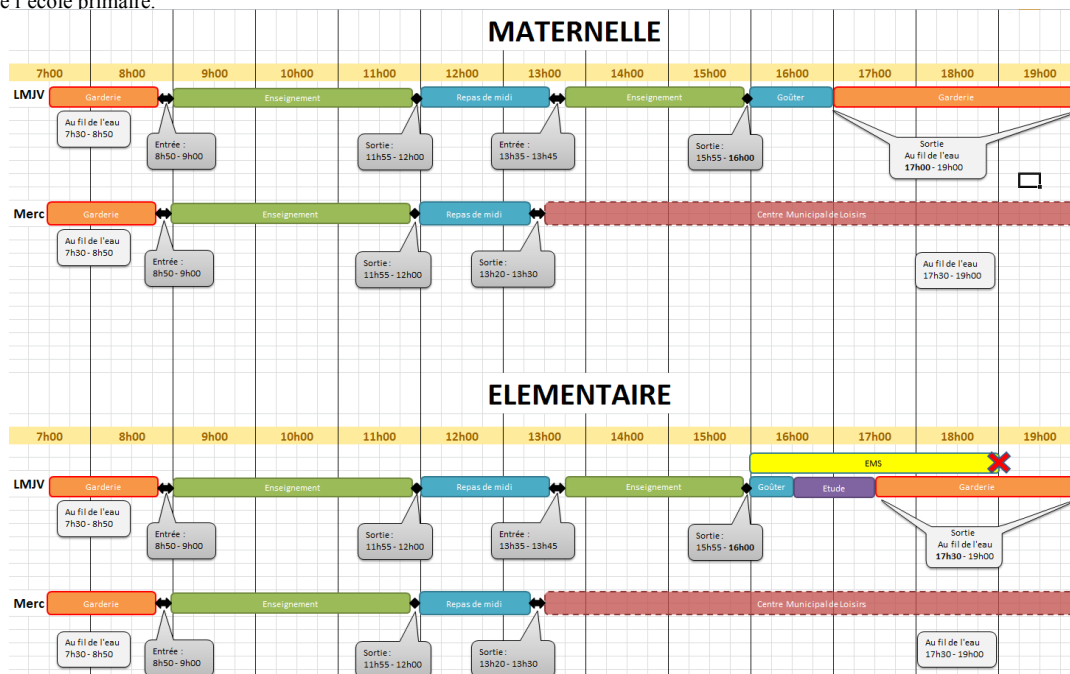 e l'école primaire.
MATERNELLE
7h00 8h00 9h00 10h00 11h00 12h00 13h00 14h00 15h00 16h00 17h00 18h00 19h00
LMJV Garderie Enseignement Repas de midi Enseignement Goûter Garderie
Au fil de l'eau
7h30 - 8h50
Entrée :
8h50 - 9h00
Sortie :
11h55 - 12h00
Entrée :
13h35 - 13h45
Sortie :
15h55 - 16h00
Sortie
Au fil de l'eau
17h00 - 19h00
Merc Garderie Enseignement Repas de midi Centre Municipal de Loisirs
Au fil de l'eau
7h30 - 8h50
Entrée :
8h50 - 9h00
Sortie :
11h55 - 12h00
Sortie :
13h20 - 13h30
Au fil de l'eau
17h30 - 19h00
ELEMENTAIRE
7h00 8h00 9h00 10h00 11h00 12h00 13h00 14h00 15h00 16h00 17h00 18h00 19h00
EMS
LMJV Garderie Enseignement Repas de midi Enseignement Goûter Etude Garderie
Au fil de l'eau
7h30 - 8h50
Entrée :
8h50 - 9h00
Sortie :
11h55 - 12h00
Entrée :
13h35 - 13h45
Sortie :
15h55 - 16h00
Sortie
Au fil de l'eau
17h30 - 19h00
Merc Garderie Enseignement Repas de midi Centre Municipal de Loisirs
Au fil de l'eau
7h30 - 8h50
Entrée :
8h50 - 9h00
Sortie :
11h55 - 12h00
Sortie :
13h20 - 13h30
Au fil de l'eau
17h30 - 19h00